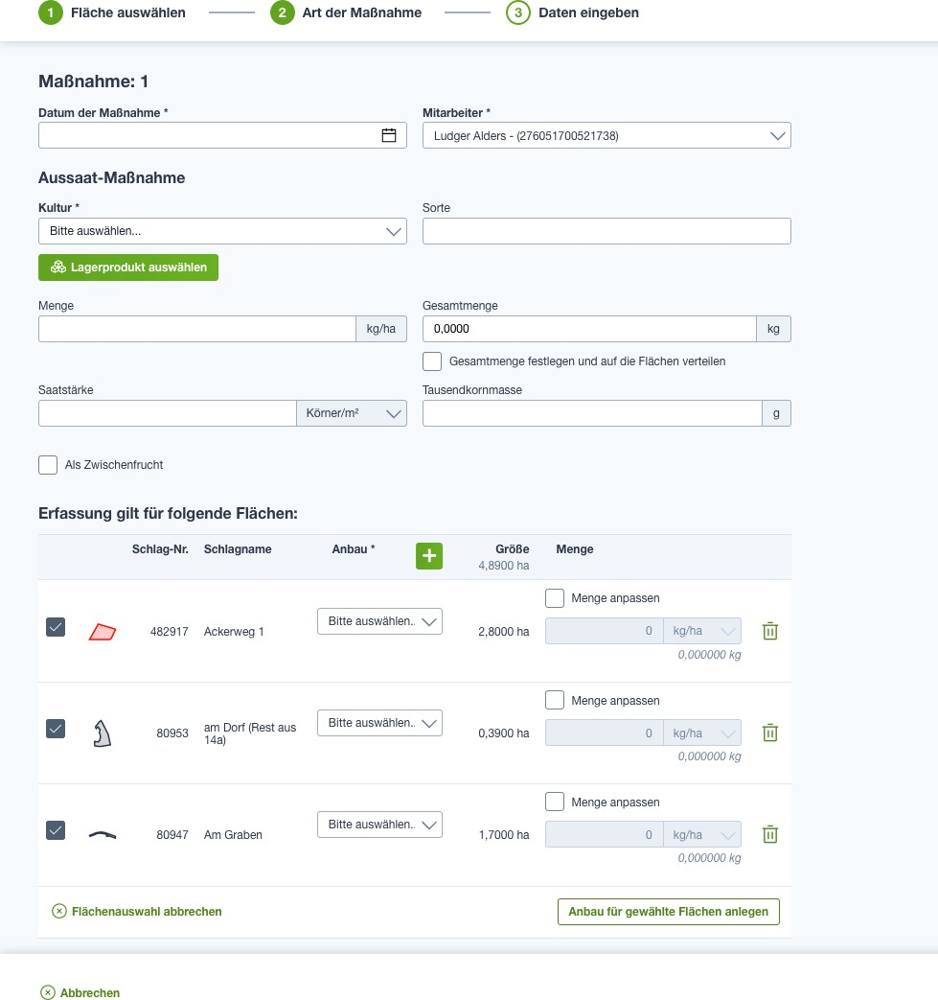 1 Fläche auswählen 2 Art der Maßnahme 3 Daten eingeben
Maßnahme: 1
Datum der Maßnahme * Mitarbeiter *
Ludger Alders - (276051700521738)
Aussaat-Maßnahme
Kultur * Sorte
Bitte auswählen...
Lagerprodukt auswählen
Menge Gesamtmenge
kg/ha 0,0000 kg
Gesamtmenge festlegen und auf die Flächen verteilen
Saatstärke Tausendkornmasse
Körner/m² g
Als Zwischenfrucht
Erfassung gilt für folgende Flächen:
Schlag-Nr. Schlagname Anbau * Größe Menge
4,8900 ha
Menge anpassen
482917 Ackerweg 1 Bitte auswählen.. 2,8000 ha 0 kg/ha
0,000000 kg
Menge anpassen
80953 am Dorf (Rest aus Bitte auswählen.. 0,3900 ha 0 kg/ha
14a)
0,000000 kg
Menge anpassen
80947 Am Graben Bitte auswählen.. 1,7000 ha 0 kg/ha
0,000000 kg
Flächenauswahl abbrechen Anbau für gewählte Flächen anlegen
Abbrechen